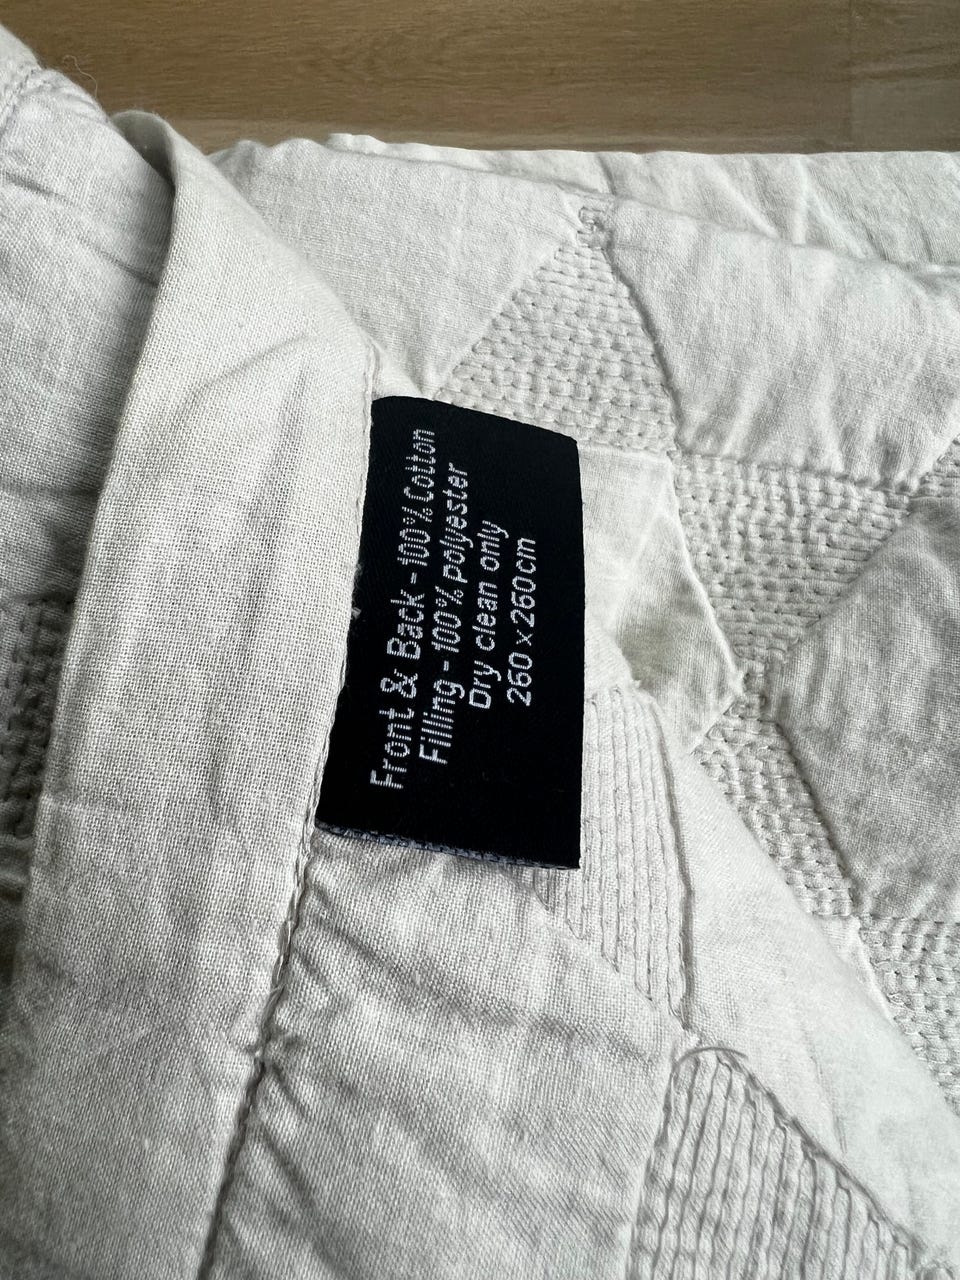 Front & Back - 100% Cotton
Filling - 100% polyester
Dry clean only
260 x 260cm